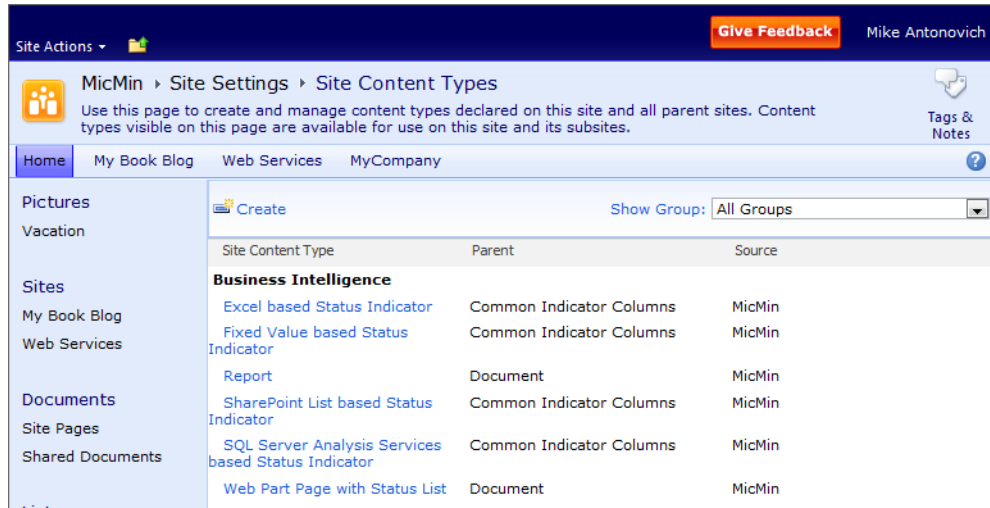 Site Actions
Give Feedback
Mike Antonovich
MicMin › Site Settings › Site Content Types
Use this page to create and manage content types declared on this site and all parent sites. Content
types visible on this page are available for use on this site and its subsites.
Tags &
Notes
Home My Book Blog Web Services MyCompany
Pictures
Vacation
Sites
My Book Blog
Web Services
Documents
Site Pages
Shared Documents
Create
Show Group: All Groups
Site Content Type Parent Source
Business Intelligence
Excel based Status Indicator Common Indicator Columns MicMin
Fixed Value based Status Common Indicator Columns MicMin
Indicator
Report Document MicMin
SharePoint List based Status Common Indicator Columns MicMin
Indicator
SQL Server Analysis Services Common Indicator Columns MicMin
based Status Indicator
Web Part Page with Status List Document MicMin